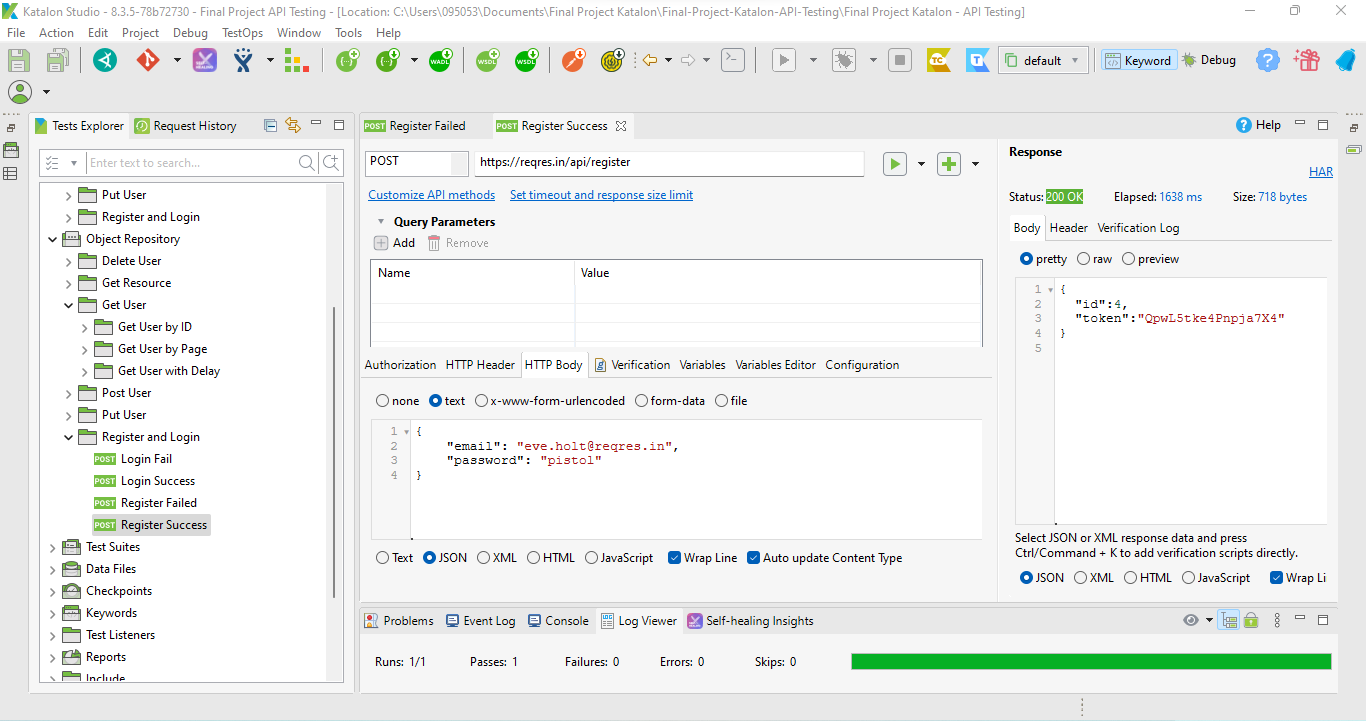 Katalon Studio - 8.3.5-78b72730 - Final Project API Testing - [Location: C:\Users\095053\Documents\Final Project Katalon\Final-Project-Katalon-API-Testing\Final Project Katalon - API Testing]
File Action Edit Project Debug TestOps Window Tools Help
WADL WSDL WSDL TC T default Keyword Debug
Tests Explorer Request History
Enter text to search...
Put User
Register and Login
Object Repository
Delete User
Get Resource
Get User
Get User by ID
Get User by Page
Get User with Delay
Post User
Put User
Register and Login
POST Login Fail
POST Login Success
POST Register Failed
POST Register Success
Test Suites
Data Files
Checkpoints
Keywords
Test Listeners
Reports
Include
POST Register Failed POST Register Success Help
POST https://reqres.in/api/register
Customize API methods Set timeout and response size limit
Query Parameters
Add Remove
Name Value
Authorization HTTP Header HTTP Body Verification Variables Variables Editor Configuration
none text x-www-form-urlencoded form-data file
1 {
2 "email": "eve.holt@reqres.in",
3 "password": "pistol"
4 }
Text JSON XML HTML JavaScript Wrap Line Auto update Content Type
Response
HAR
Status: 200 OK Elapsed: 1638 ms Size: 718 bytes
Body Header Verification Log
pretty raw preview
1 {
2 "id":4,
3 "token":"QpwL5tke4Pnpja7X4"
4 }
5
Select JSON or XML response data and press
Ctrl/Command + K to add verification scripts directly.
JSON XML HTML JavaScript Wrap Li
Problems Event Log Console Log Viewer Self-healing Insights
Runs: 1/1 Passes: 1 Failures: 0 Errors: 0 Skips: 0